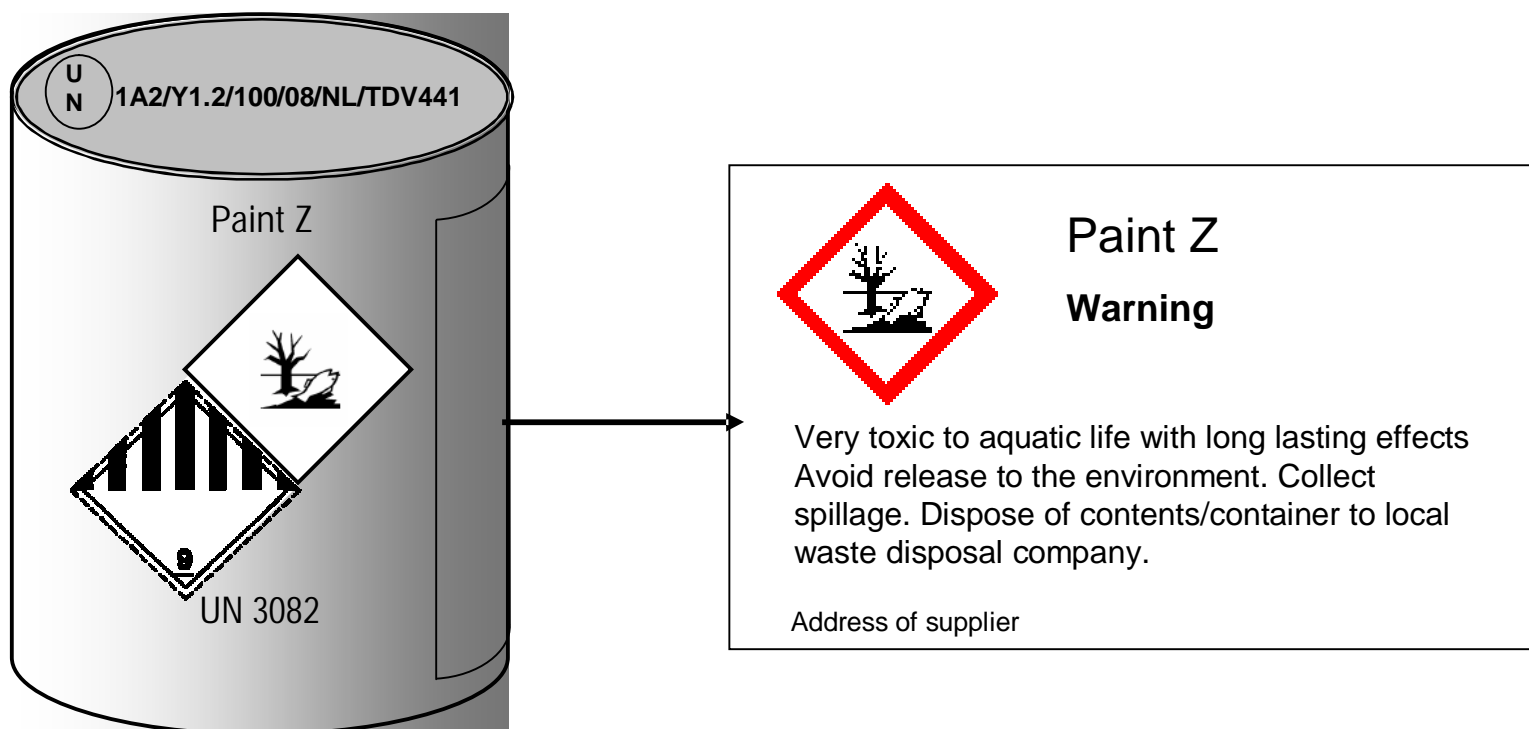 U
N
1A2/Y1.2/100/08/NL/TDV441
Paint Z
9
UN 3082
Paint Z
Warning
Very toxic to aquatic life with long lasting effects
Avoid release to the environment. Collect
spillage. Dispose of contents/container to local
waste disposal company.
Address of supplier